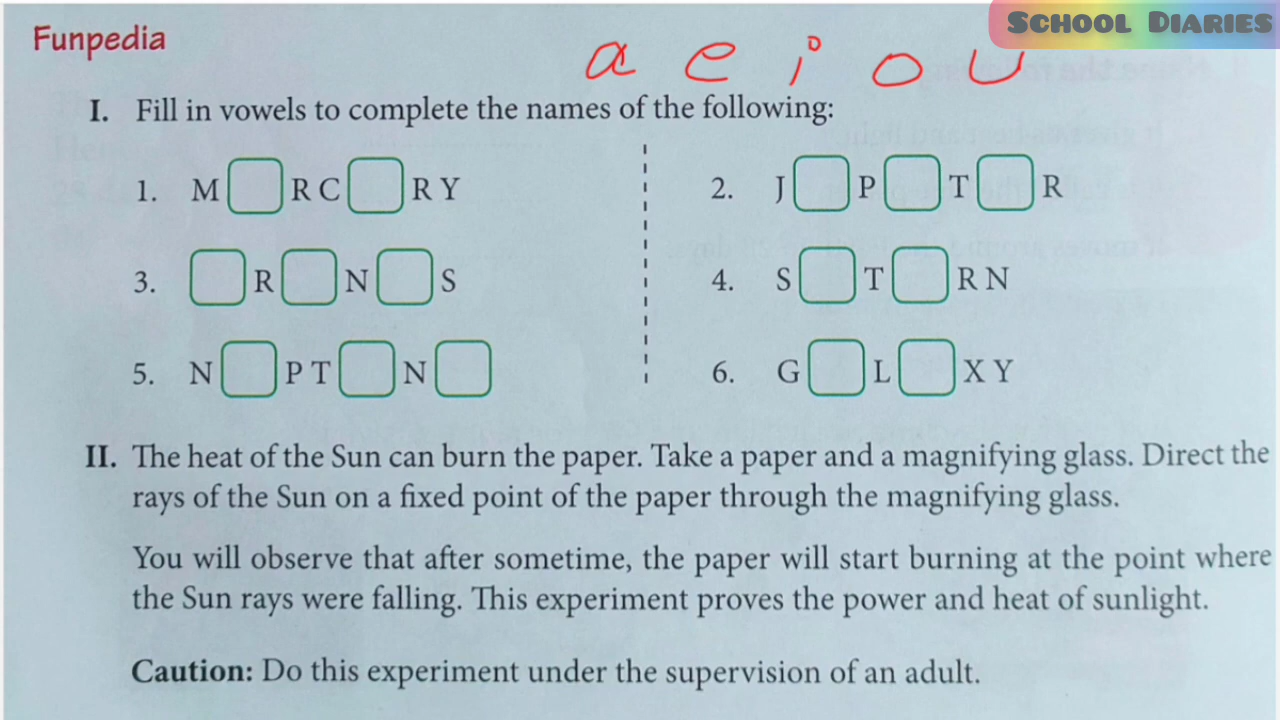 SCHOOL DIARIES
Funpedia
a e i o u
I. Fill in vowels to complete the names of the following:
1. M RC RY
2. J P T R
3. R N S
4. S T RN
5. N PT N
6. G L XY
II. The heat of the Sun can burn the paper. Take a paper and a magnifying glass. Direct the
rays of the Sun on a fixed point of the paper through the magnifying glass.
You will observe that after sometime, the paper will start burning at the point where
the Sun rays were falling. This experiment proves the power and heat of sunlight.
Caution: Do this experiment under the supervision of an adult.